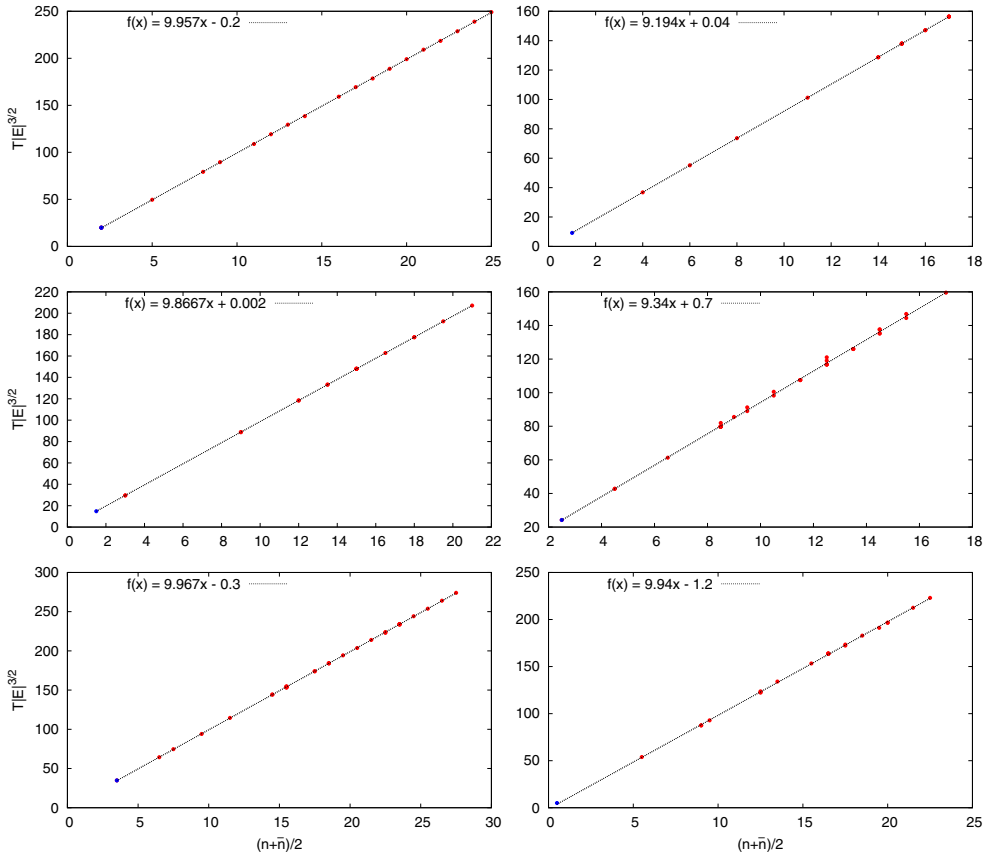 f(x) = 9.957x - 0.2
T|E|^3/2
250
200
150
100
50
0
0 5 10 15 20 25
f(x) = 9.194x + 0.04
160
140
120
100
80
60
40
20
0
0 2 4 6 8 10 12 14 16 18
f(x) = 9.8667x + 0.002
T|E|^3/2
220
200
180
160
140
120
100
80
60
40
20
0
0 2 4 6 8 10 12 14 16 18 20 22
f(x) = 9.34x + 0.7
160
140
120
100
80
60
40
20
2 4 6 8 10 12 14 16 18
f(x) = 9.967x - 0.3
T|E|^3/2
300
250
200
150
100
50
0
0 5 10 15 20 25 30
(n+n̄)/2
f(x) = 9.94x - 1.2
250
200
150
100
50
0
0 5 10 15 20 25
(n+n̄)/2